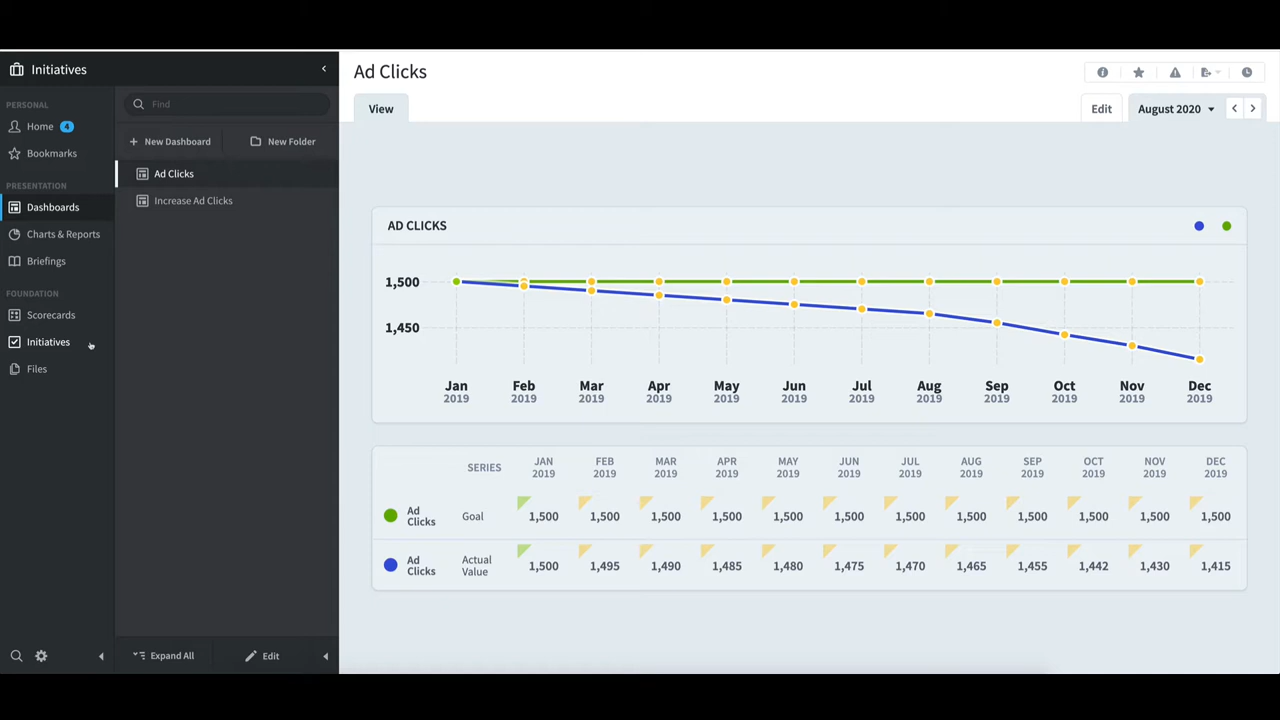 Initiatives
PERSONAL
Home 4
Bookmarks
PRESENTATION
Dashboards
Charts & Reports
Briefings
FOUNDATION
Scorecards
Initiatives
Files
Find
New Dashboard
New Folder
Ad Clicks
Increase Ad Clicks
Expand All
Edit
Ad Clicks
View
Edit
August 2020
AD CLICKS
1,500
1,450
Jan Feb Mar Apr May Jun Jul Aug Sep Oct Nov Dec
2019 2019 2019 2019 2019 2019 2019 2019 2019 2019 2019 2019
SERIES
JAN FEB MAR APR MAY JUN JUL AUG SEP OCT NOV DEC
2019 2019 2019 2019 2019 2019 2019 2019 2019 2019 2019 2019
Ad
Clicks
Goal 1,500 1,500 1,500 1,500 1,500 1,500 1,500 1,500 1,500 1,500 1,500 1,500
Ad
Clicks
Actual
Value
1,500 1,495 1,490 1,485 1,480 1,475 1,470 1,465 1,455 1,442 1,430 1,415